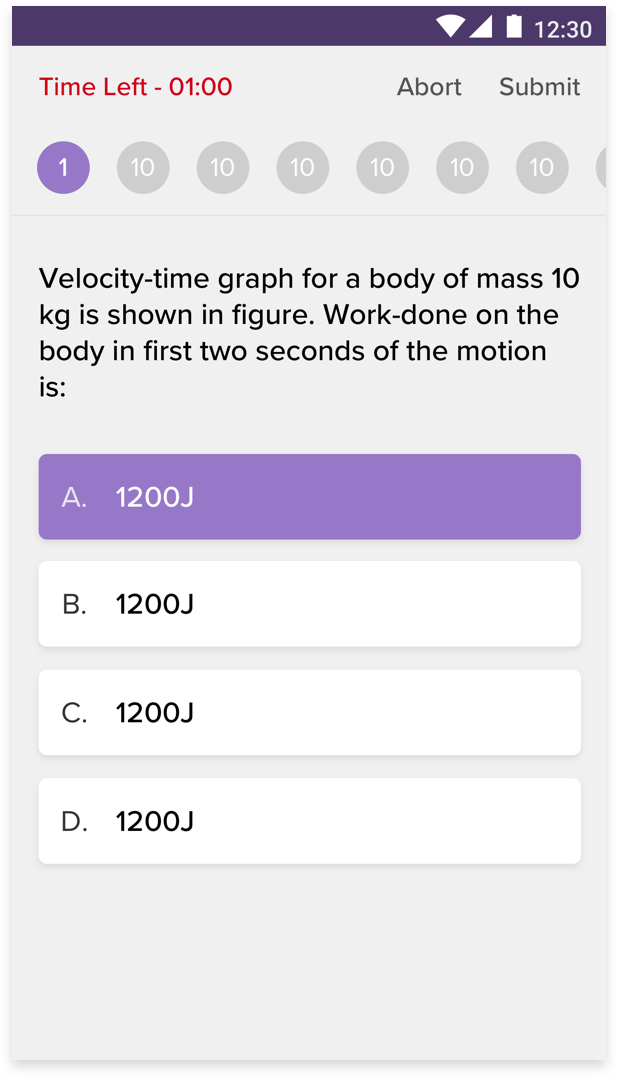 12:30
Time Left - 01:00 Abort Submit
1 10 10 10 10 10 10
Velocity-time graph for a body of mass 10
kg is shown in figure. Work-done on the
body in first two seconds of the motion
is:
A. 1200J
B. 1200J
C. 1200J
D. 1200J